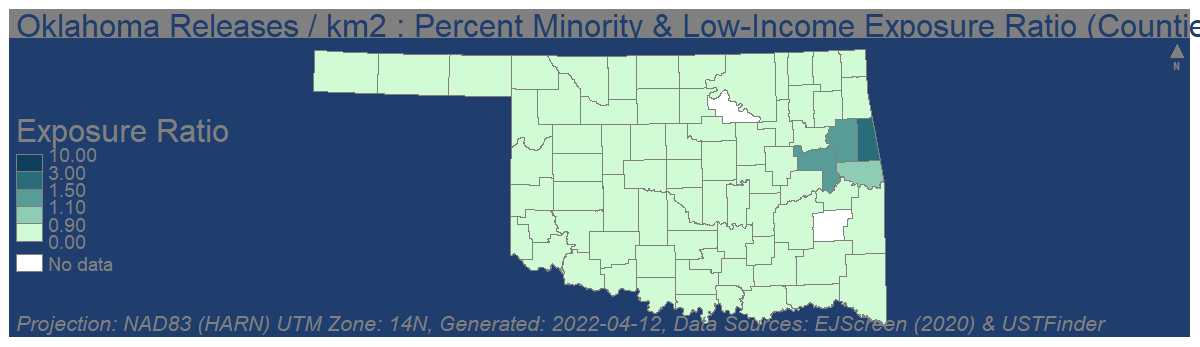 Oklahoma Releases / km2 : Percent Minority & Low-Income Exposure Ratio (Countie
N
Exposure Ratio
10.00
3.00
1.50
1.10
0.90
0.00
No data
Projection: NAD83 (HARN) UTM Zone: 14N, Generated: 2022-04-12, Data Sources: EJScreen (2020) & USTFinder